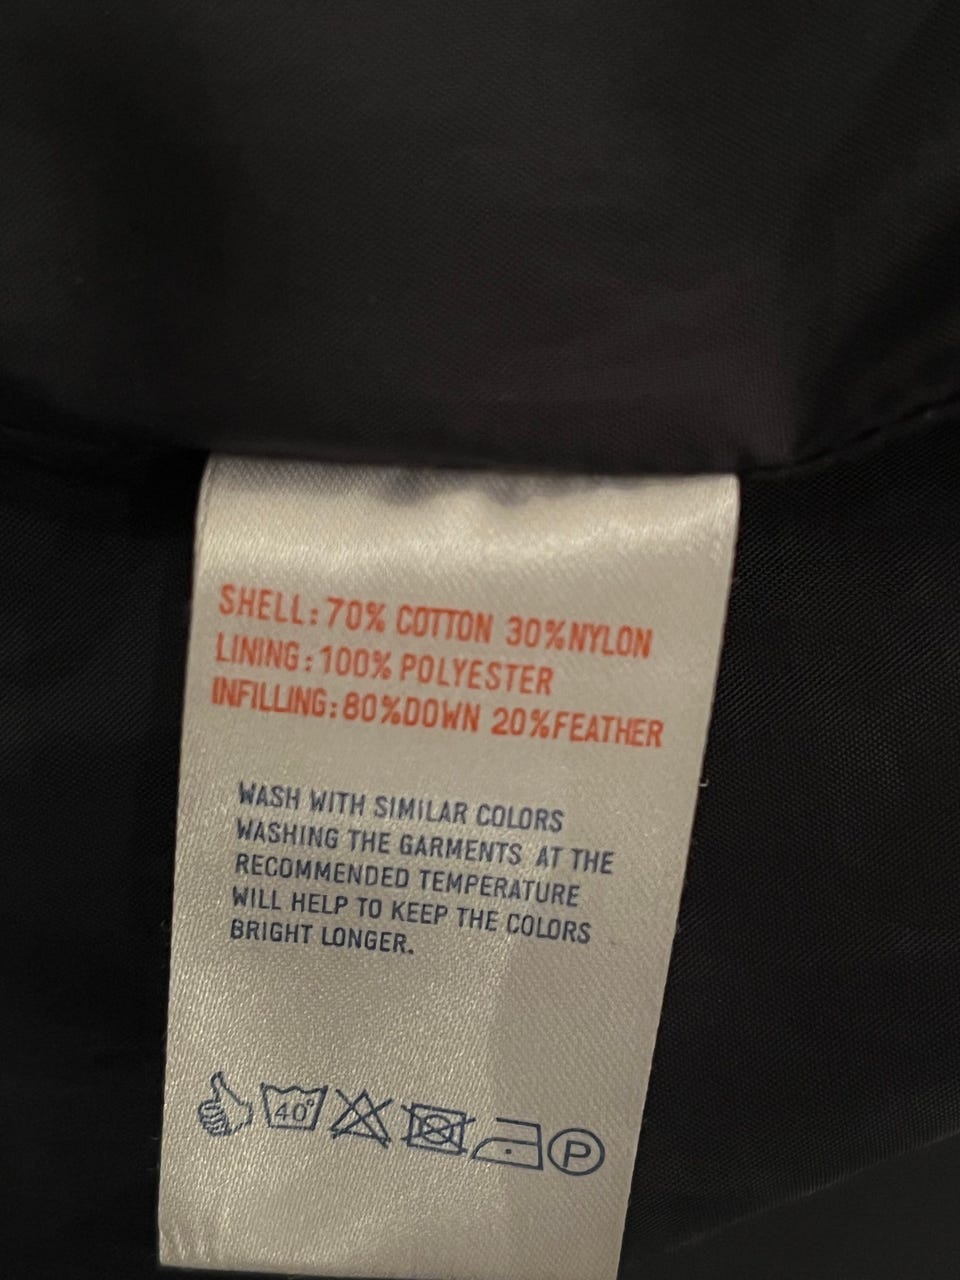 SHELL: 70% COTTON 30%NYLON
LINING: 100% POLYESTER
INFILLING: 80%DOWN 20%FEATHER
WASH WITH SIMILAR COLORS
WASHING THE GARMENTS AT THE
RECOMMENDED TEMPERATURE
WILL HELP TO KEEP THE COLORS
BRIGHT LONGER.
40° P